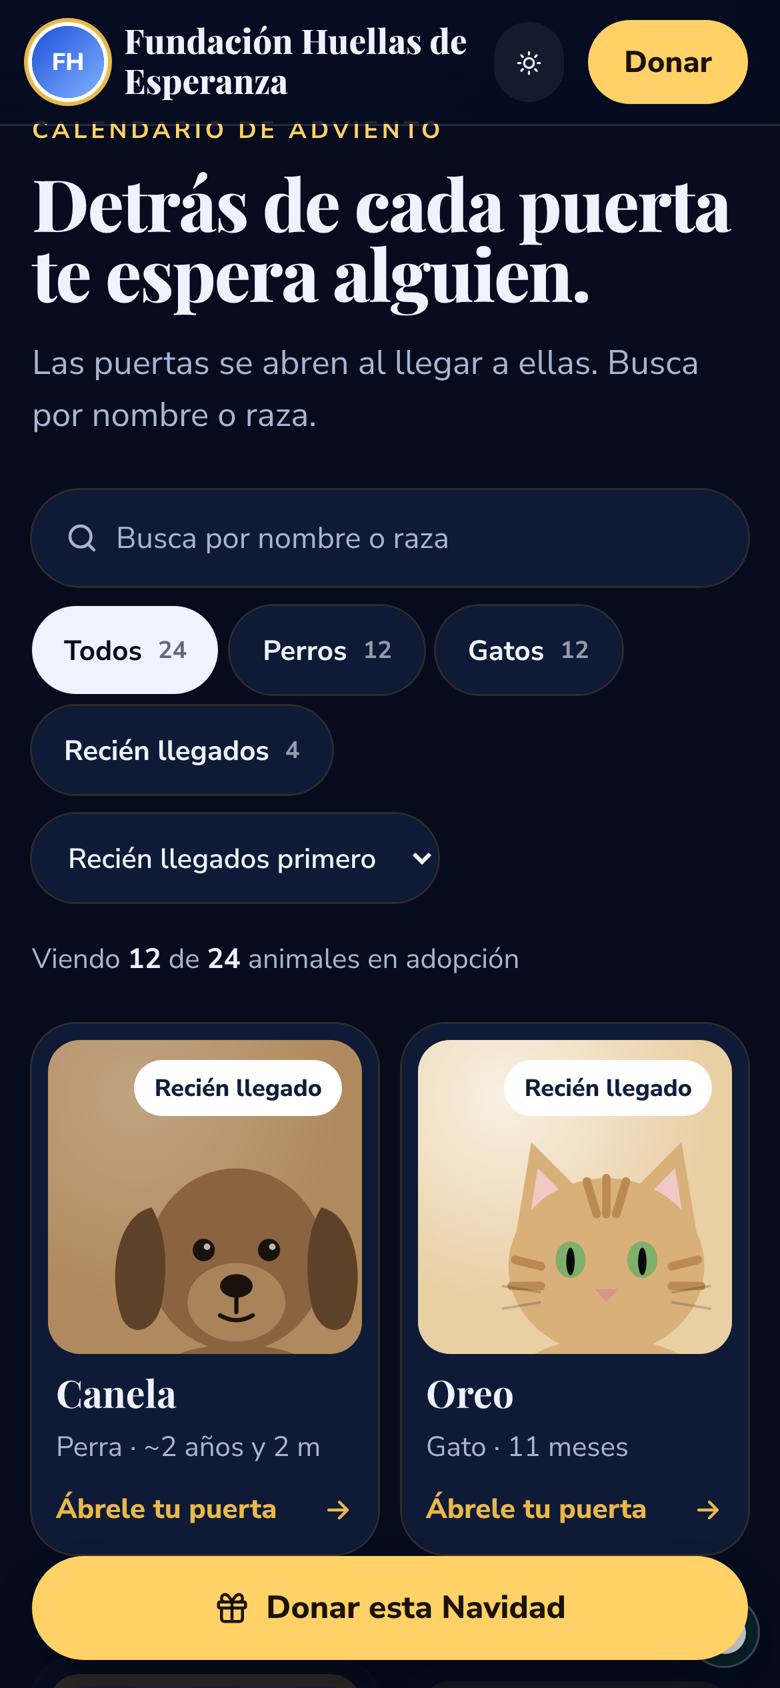 FH
Fundación Huellas de
Esperanza
Donar
CALENDARIO DE ADVIENTO
Detrás de cada puerta
te espera alguien.
Las puertas se abren al llegar a ellas. Busca
por nombre o raza.
Busca por nombre o raza
Todos 24
Perros 12
Gatos 12
Recién llegados 4
Recién llegados primero
Viendo 12 de 24 animales en adopción
Recién llegado
Canela
Perra · ~2 años y 2 m
Ábrele tu puerta →
Recién llegado
Oreo
Gato · 11 meses
Ábrele tu puerta →
Donar esta Navidad